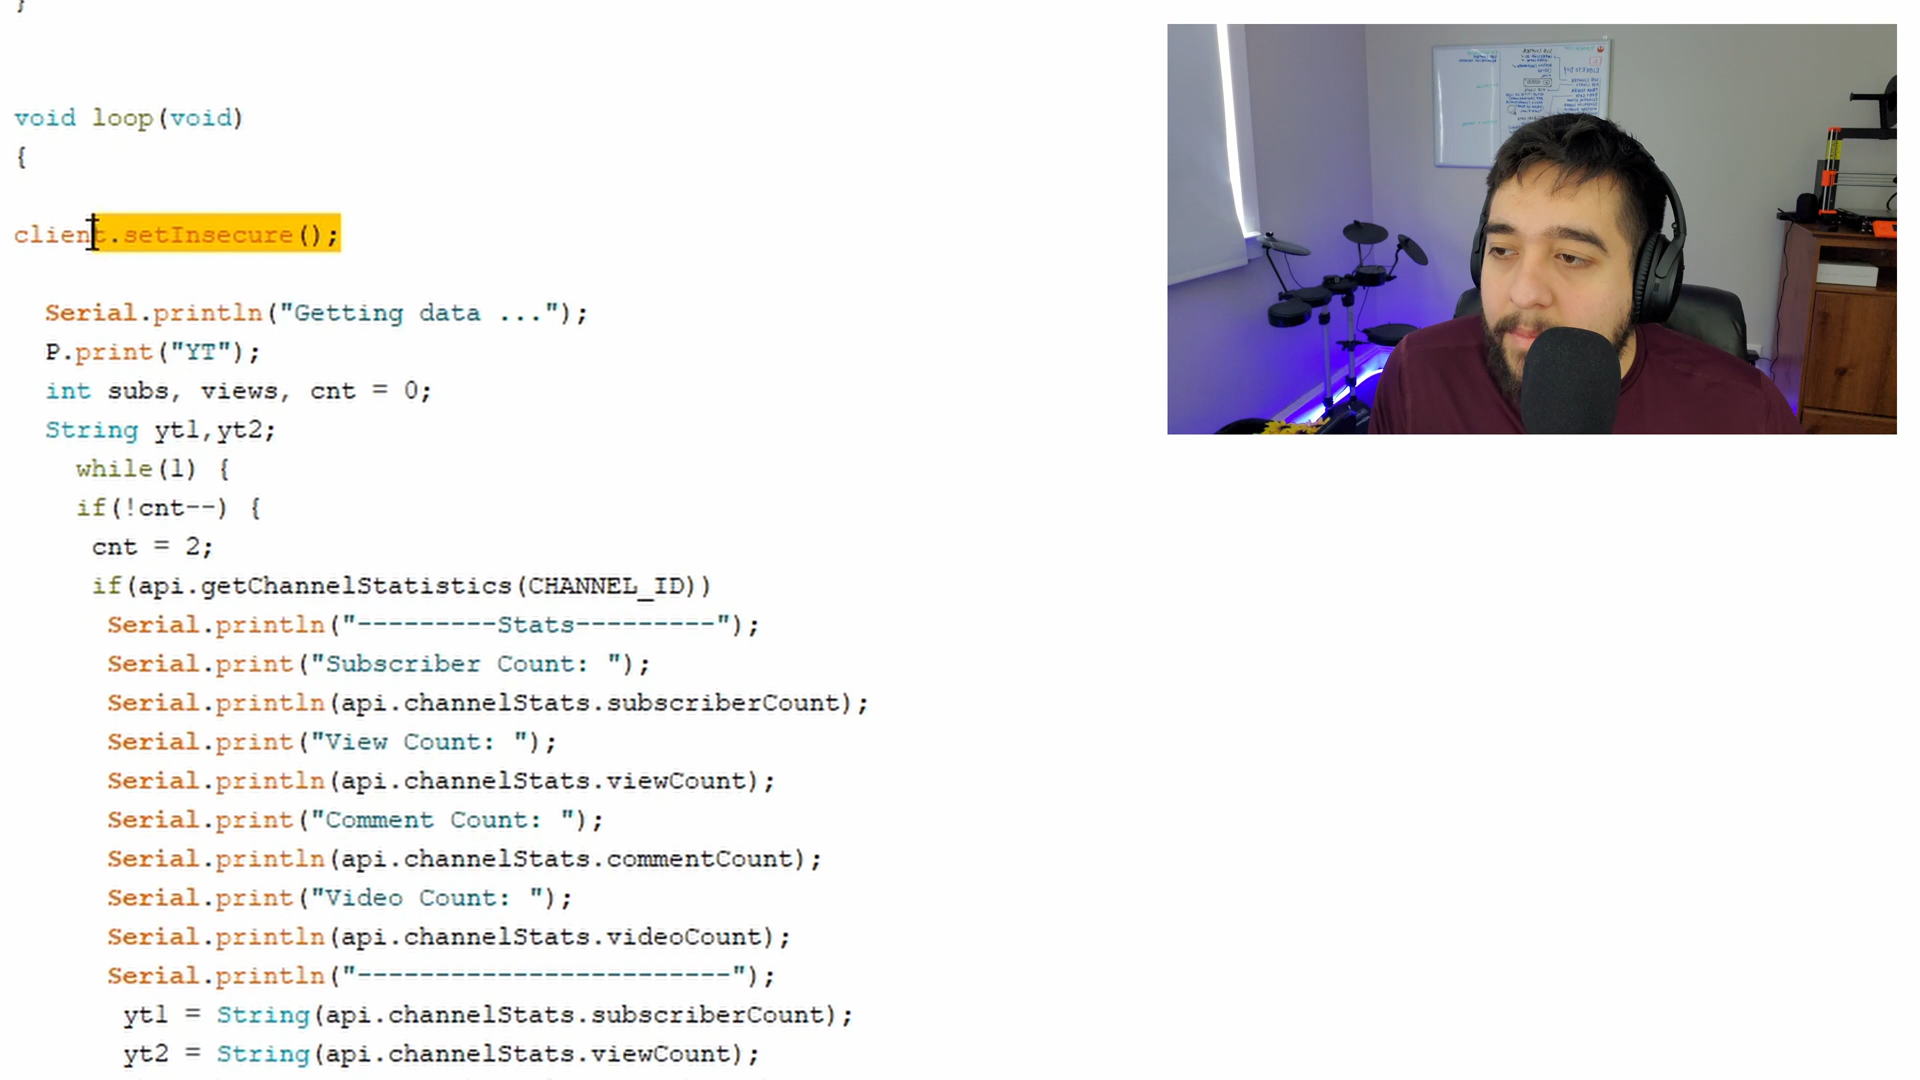 }
void loop(void)
{
client.setInsecure();
Serial.println("Getting data ...");
P.print("YT");
int subs, views, cnt = 0;
String yt1,yt2;
while(1) {
if(!cnt--) {
cnt = 2;
if(api.getChannelStatistics(CHANNEL_ID))
Serial.println("---------Stats---------");
Serial.print("Subscriber Count: ");
Serial.println(api.channelStats.subscriberCount);
Serial.print("View Count: ");
Serial.println(api.channelStats.viewCount);
Serial.print("Comment Count: ");
Serial.println(api.channelStats.commentCount);
Serial.print("Video Count: ");
Serial.println(api.channelStats.videoCount);
Serial.println("------------------------");
yt1 = String(api.channelStats.subscriberCount);
yt2 = String(api.channelStats.viewCount);